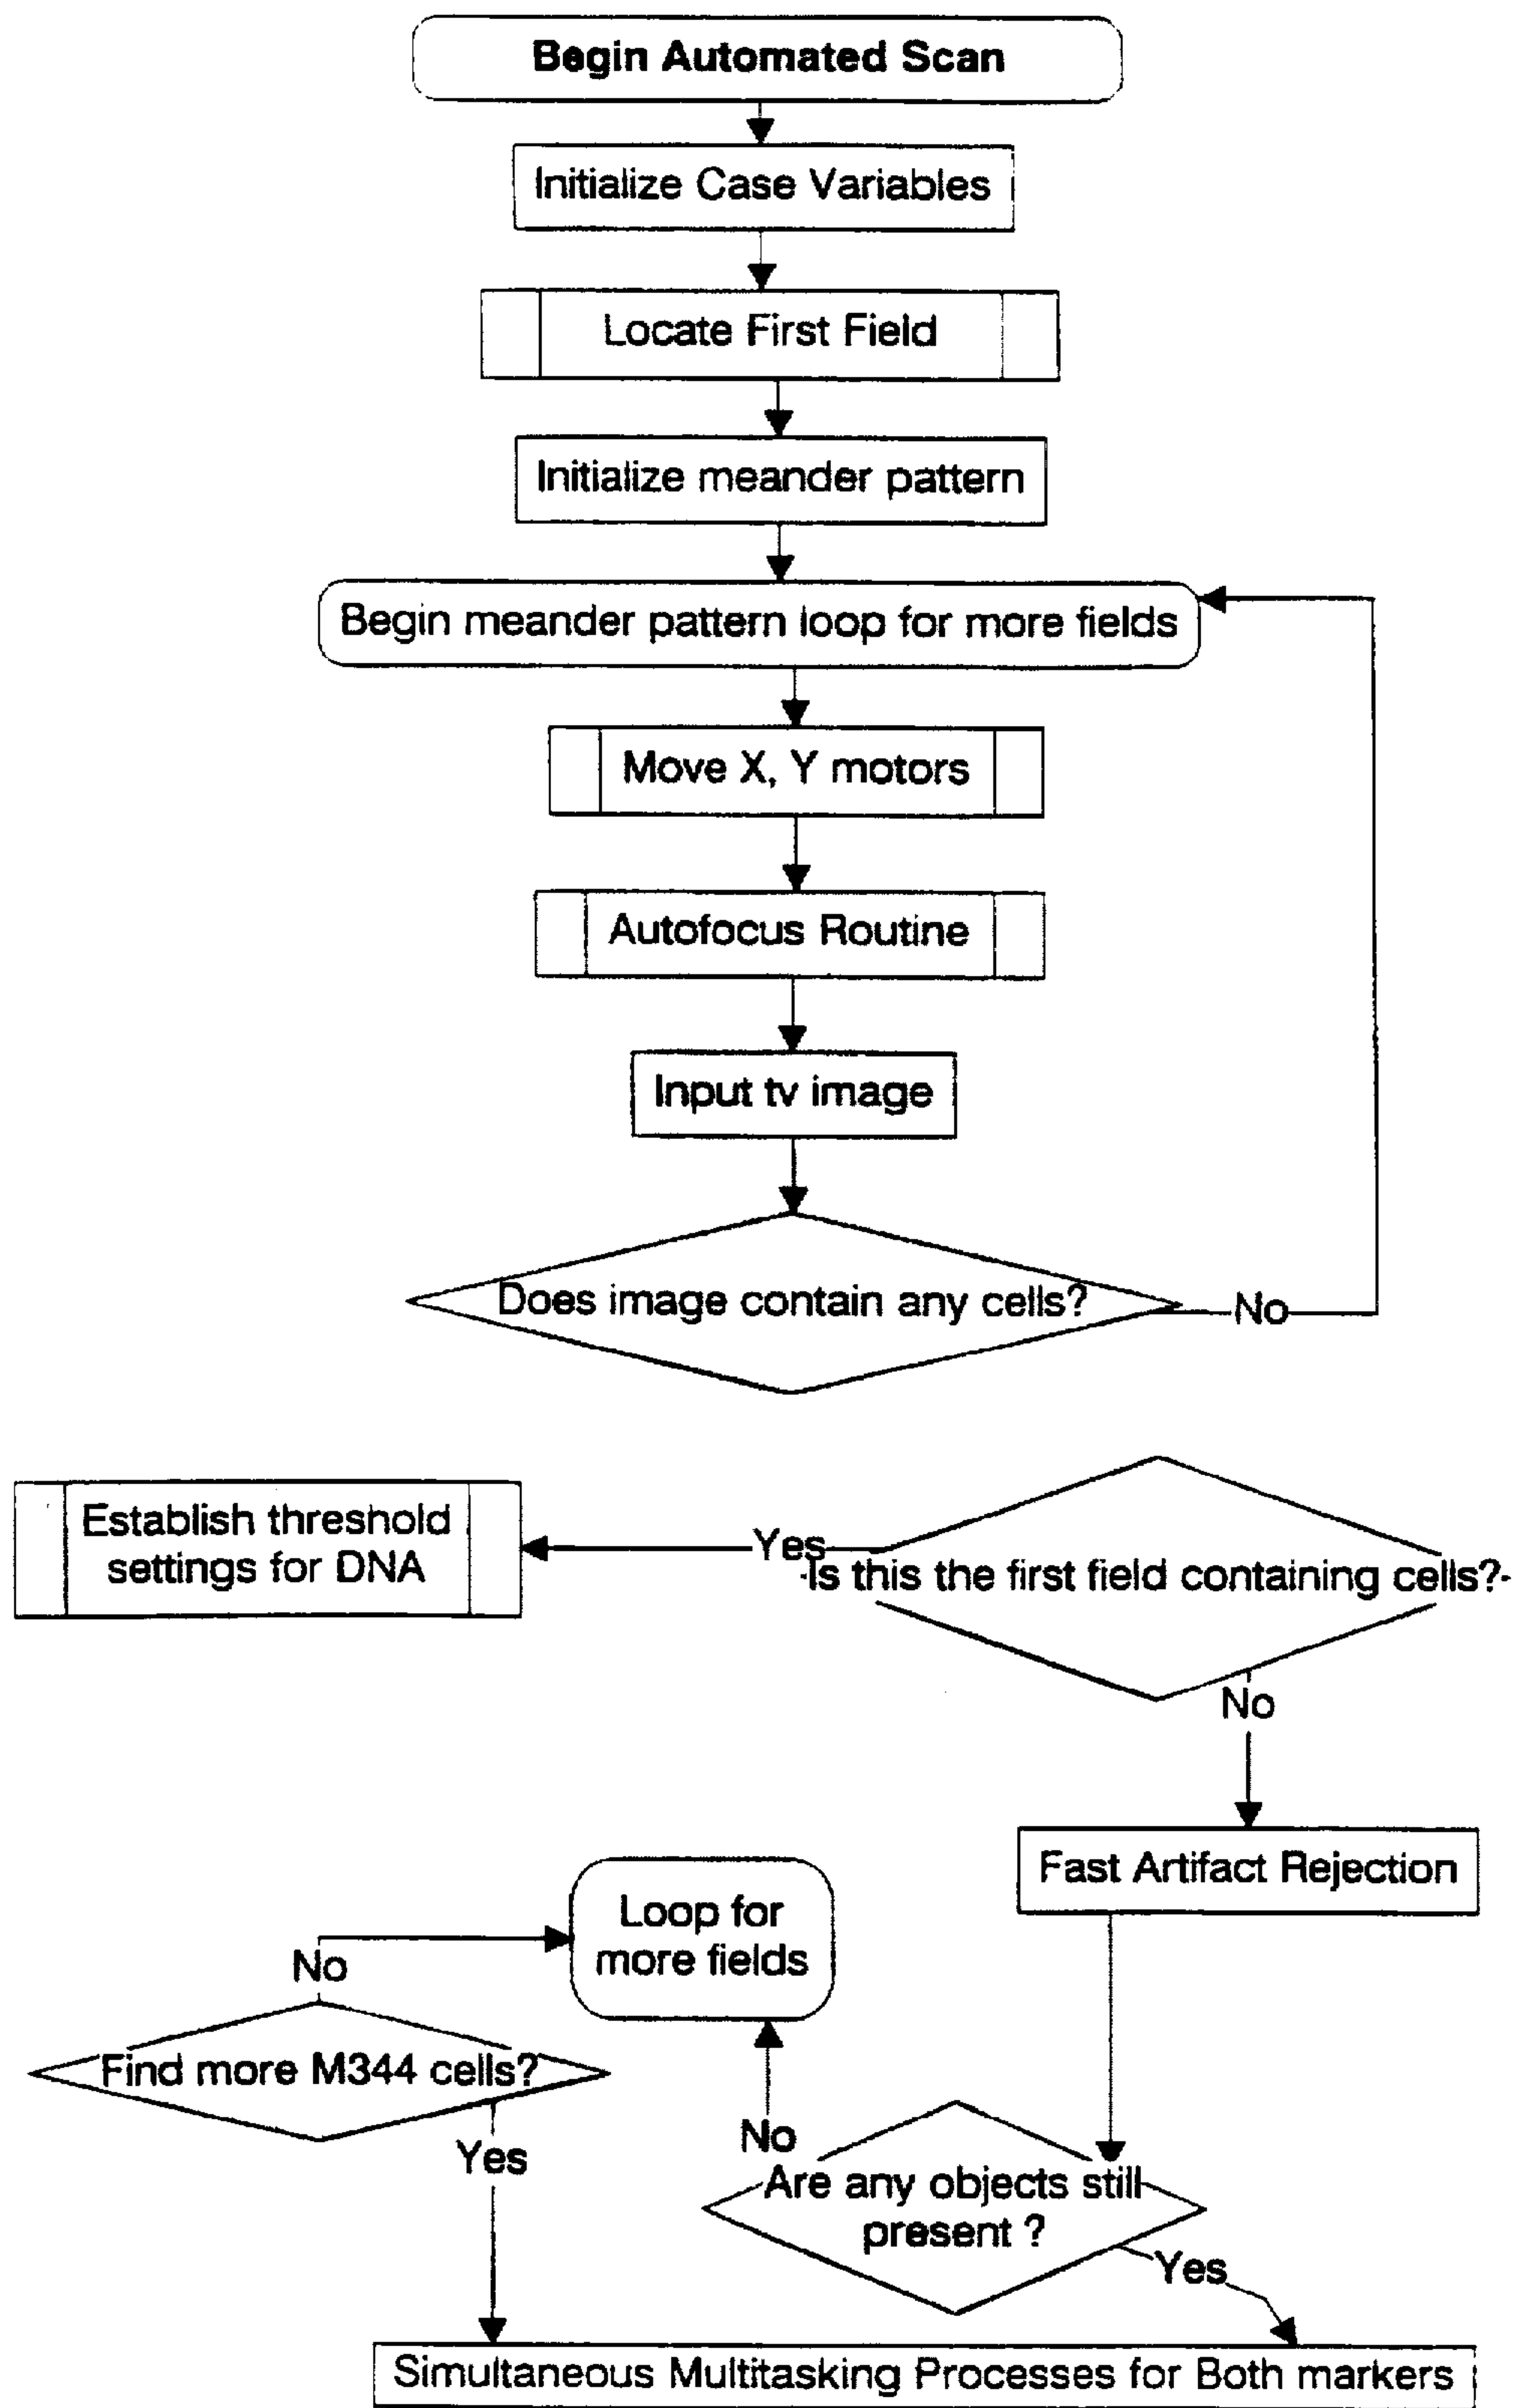 Begin Automated Scan
Initialize Case Variables
Locate First Field
Initialize meander pattern
Begin meander pattern loop for more fields
Move X, Y motors
Autofocus Routine
Input tv image
Does image contain any cells?
No
Establish threshold
settings for DNA
Yes
Is this the first field containing cells?
No
Fast Artifact Rejection
Loop for
more fields
No
Find more M344 cells?
Yes
No
Are any objects still
present ?
Yes
Simultaneous Multitasking Processes for Both markers